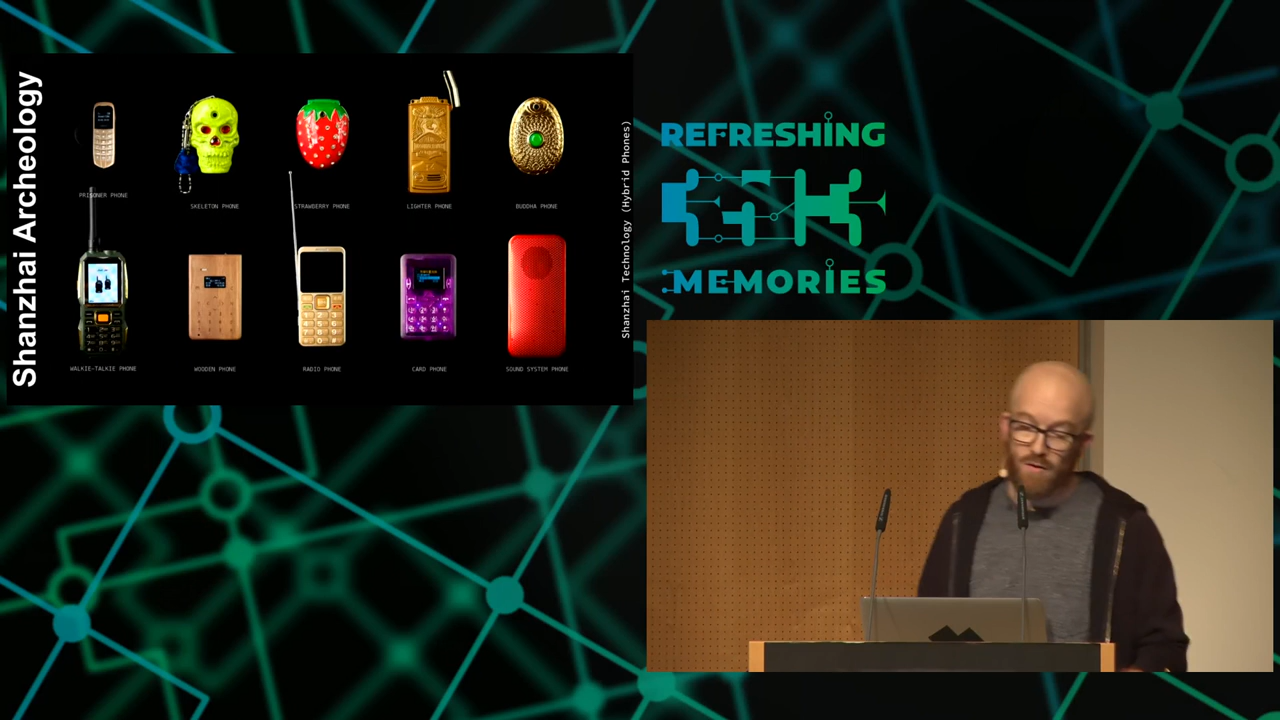 Shanzhai Archeology
PRISONER PHONE
SKELETON PHONE
STRAWBERRY PHONE
LIGHTER PHONE
BUDDHA PHONE
WALKIE-TALKIE PHONE
WOODEN PHONE
RADIO PHONE
CARD PHONE
SOUND SYSTEM PHONE
Shanzhai Technology (Hybrid Phones)
REFRESHING
MEMORIES